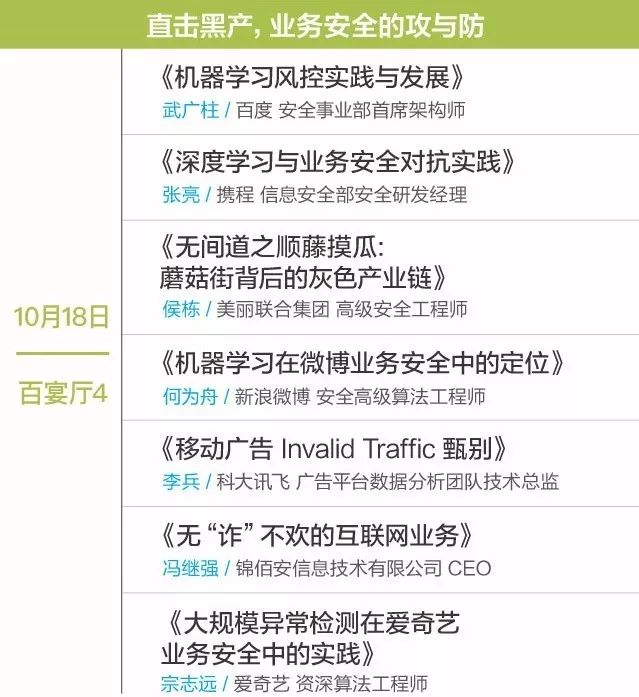 直击黑产，业务安全的攻与防
10月18日
百宴厅4
《机器学习风控实践与发展》
武广柱 / 百度 安全事业部首席架构师
《深度学习与业务安全对抗实践》
张亮 / 携程 信息安全部安全研发经理
《无间道之顺藤摸瓜：
蘑菇街背后的灰色产业链》
侯栋 / 美丽联合集团 高级安全工程师
《机器学习在微博业务安全中的定位》
何为舟 / 新浪微博 安全高级算法工程师
《移动广告 Invalid Traffic 甄别》
李兵 / 科大讯飞 广告平台数据分析团队技术总监
《无“诈”不欢的互联网业务》
冯继强 / 锦佰安信息技术有限公司 CEO
《大规模异常检测在爱奇艺
业务安全中的实践》
宗志远 / 爱奇艺 资深算法工程师